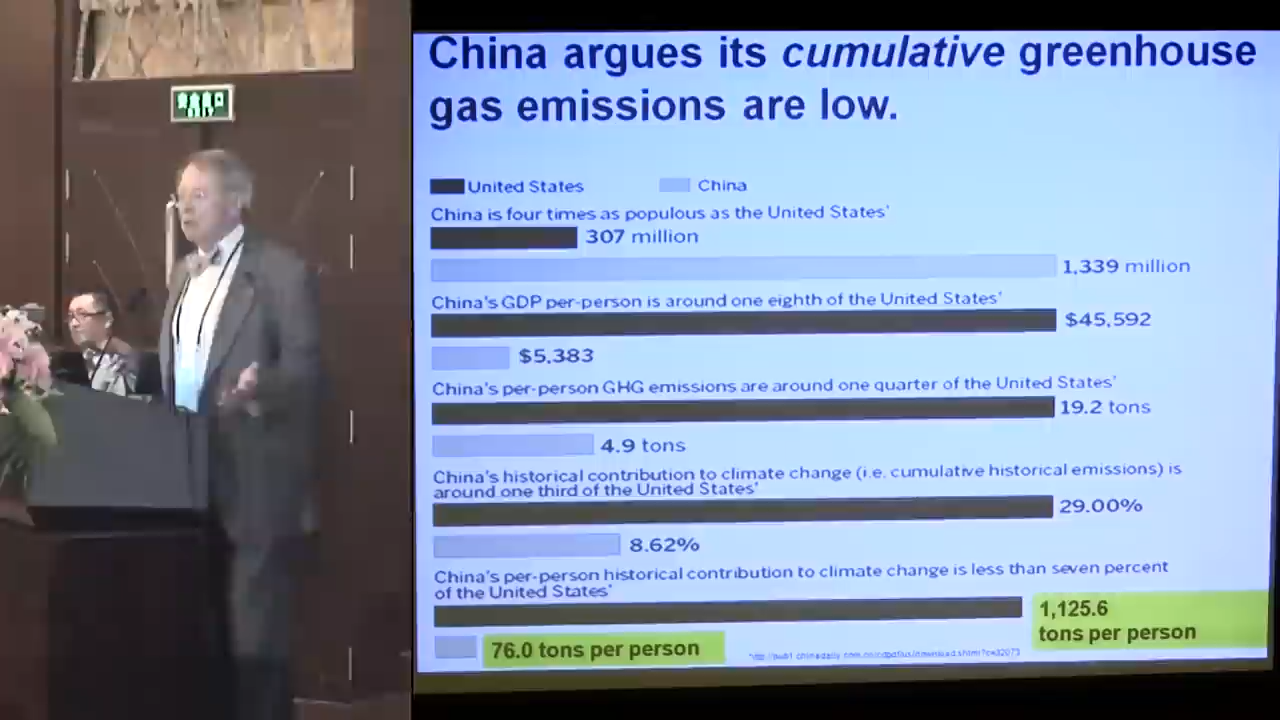 China argues its cumulative greenhouse
gas emissions are low.
United States China
China is four times as populous as the United States'
307 million
1,339 million
China's GDP per-person is around one eighth of the United States'
$45,592
$5,383
China's per-person GHG emissions are around one quarter of the United States'
19.2 tons
4.9 tons
China's historical contribution to climate change (i.e. cumulative historical emissions) is
around one third of the United States'
29.00%
8.62%
China's per-person historical contribution to climate change is less than seven percent
of the United States'
1,125.6
tons per person
76.0 tons per person